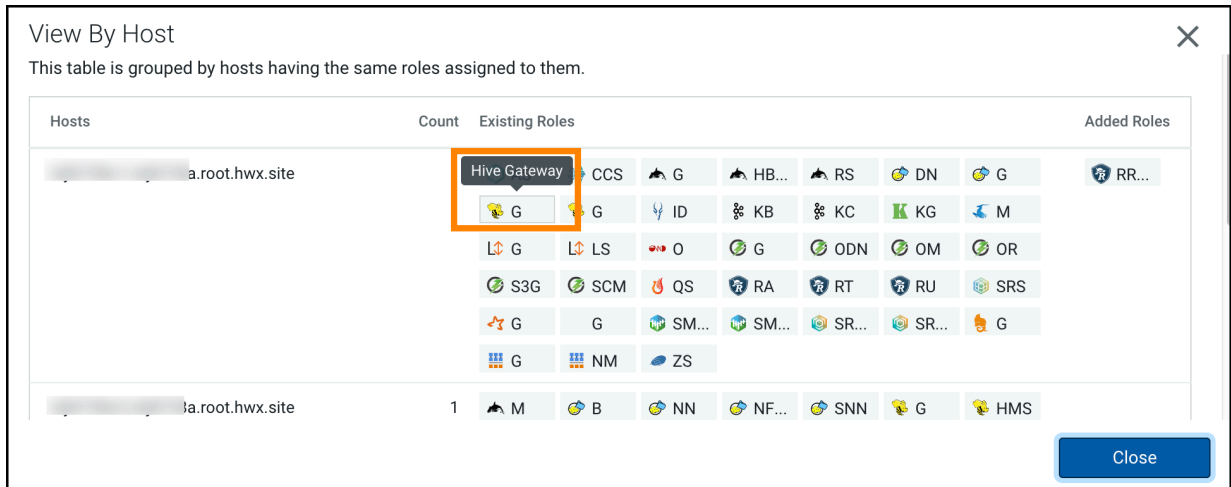 View By Host
This table is grouped by hosts having the same roles assigned to them.
Hosts Count Existing Roles Added Roles
a.root.hwx.site Hive Gateway CCS G HB... RS DN G RR...
G G ID KB KC KG M
G LS O G ODN OM OR
S3G SCM QS RA RT RU SRS
G G SM... SM... SR... SR... G
G NM ZS
a.root.hwx.site 1 M B NN NF... SNN G HMS
Close